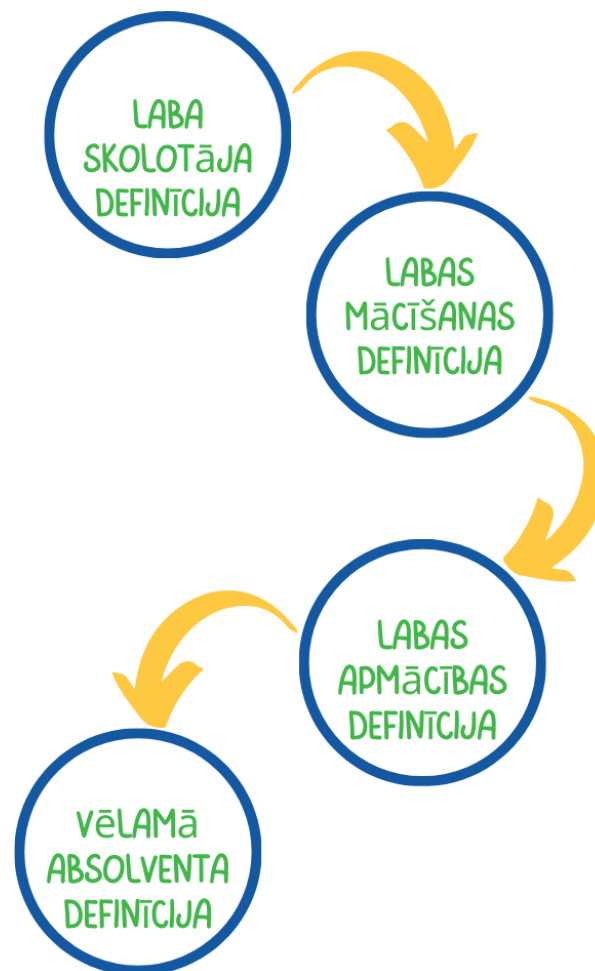 LABA
SKOLOTĀJA
DEFINĪCIJA
LABAS
MĀCĪŠANAS
DEFINĪCIJA
LABAS
APMĀCĪBAS
DEFINĪCIJA
VĒLAMĀ
ABSOLVENTA
DEFINĪCIJA